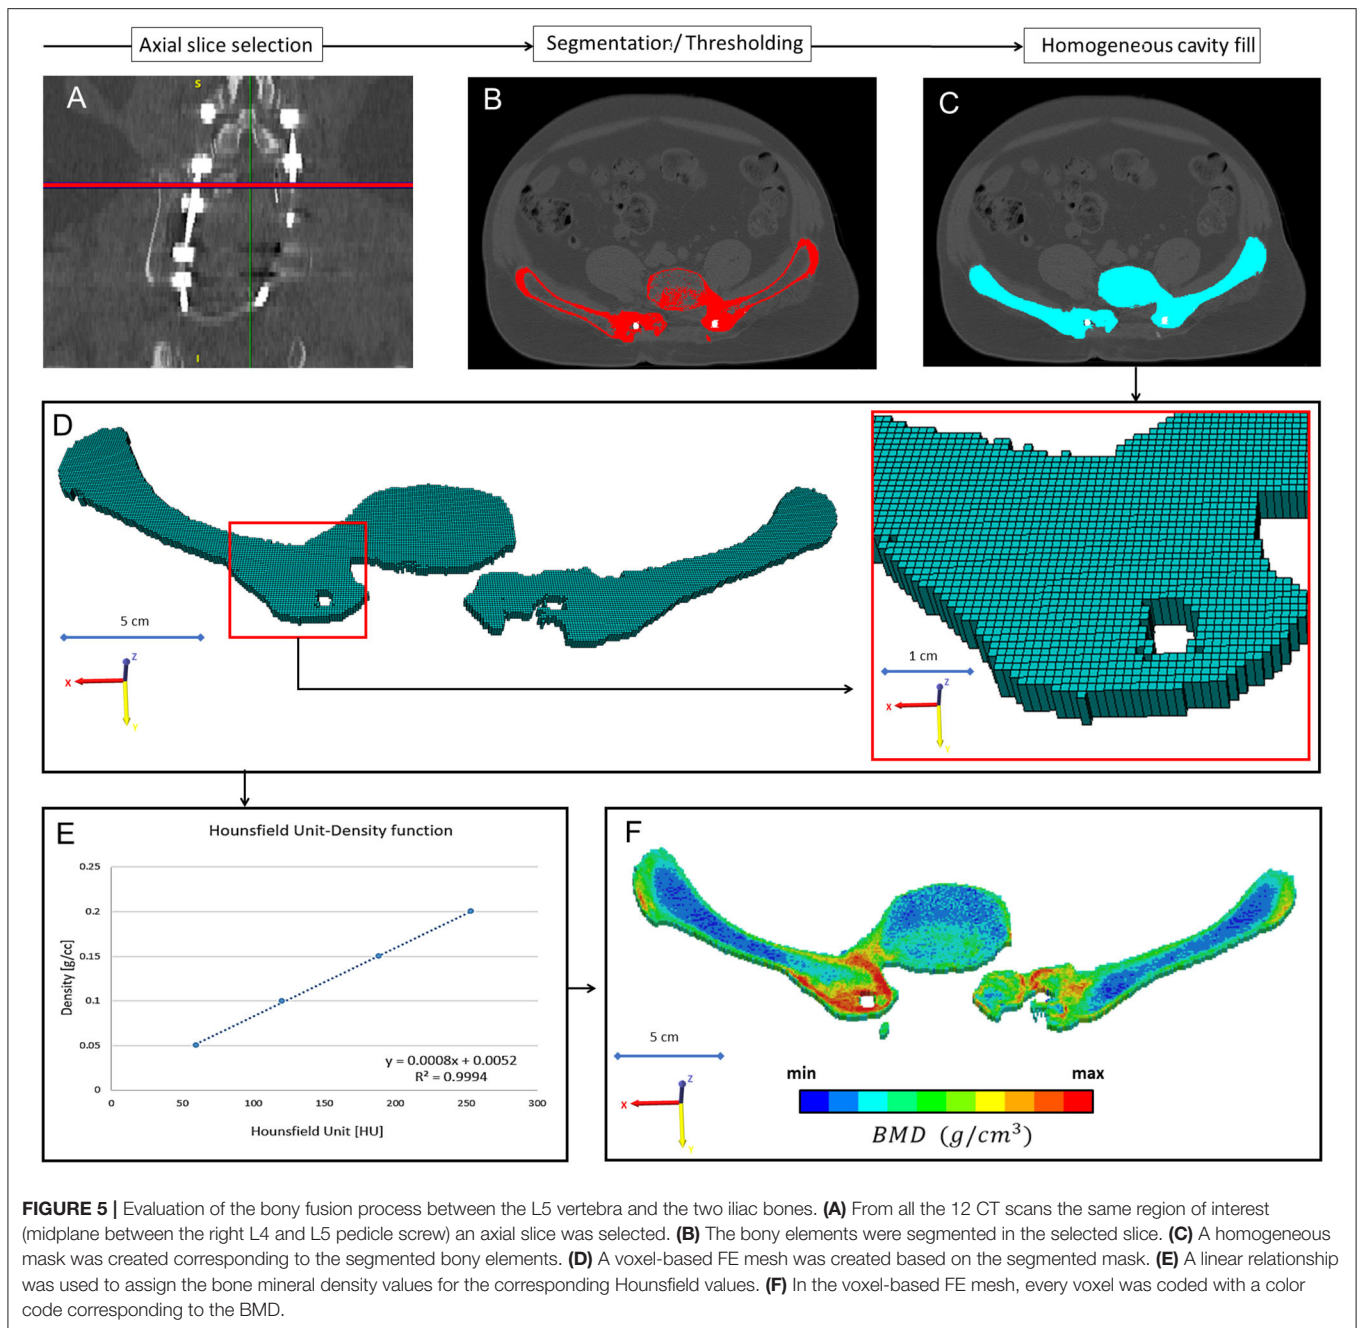 Axial slice selection
Segmentation/ Thresholding
Homogeneous cavity fill
A
S
I
B
C
D
5 cm
Z
X
Y
1 cm
Z
X
Y
E
Hounsfield Unit-Density function
0.25
0.2
0.15
0.1
0.05
0
Density [g/cc]
y = 0.0008x + 0.0052
R² = 0.9994
0 50 100 150 200 250 300
Hounsfield Unit [HU]
F
5 cm
Z
X
Y
min max
BMD (g/cm³)
FIGURE 5 | Evaluation of the bony fusion process between the L5 vertebra and the two iliac bones. (A) From all the 12 CT scans the same region of interest
(midplane between the right L4 and L5 pedicle screw) an axial slice was selected. (B) The bony elements were segmented in the selected slice. (C) A homogeneous
mask was created corresponding to the segmented bony elements. (D) A voxel-based FE mesh was created based on the segmented mask. (E) A linear relationship
was used to assign the bone mineral density values for the corresponding Hounsfield values. (F) In the voxel-based FE mesh, every voxel was coded with a color
code corresponding to the BMD.